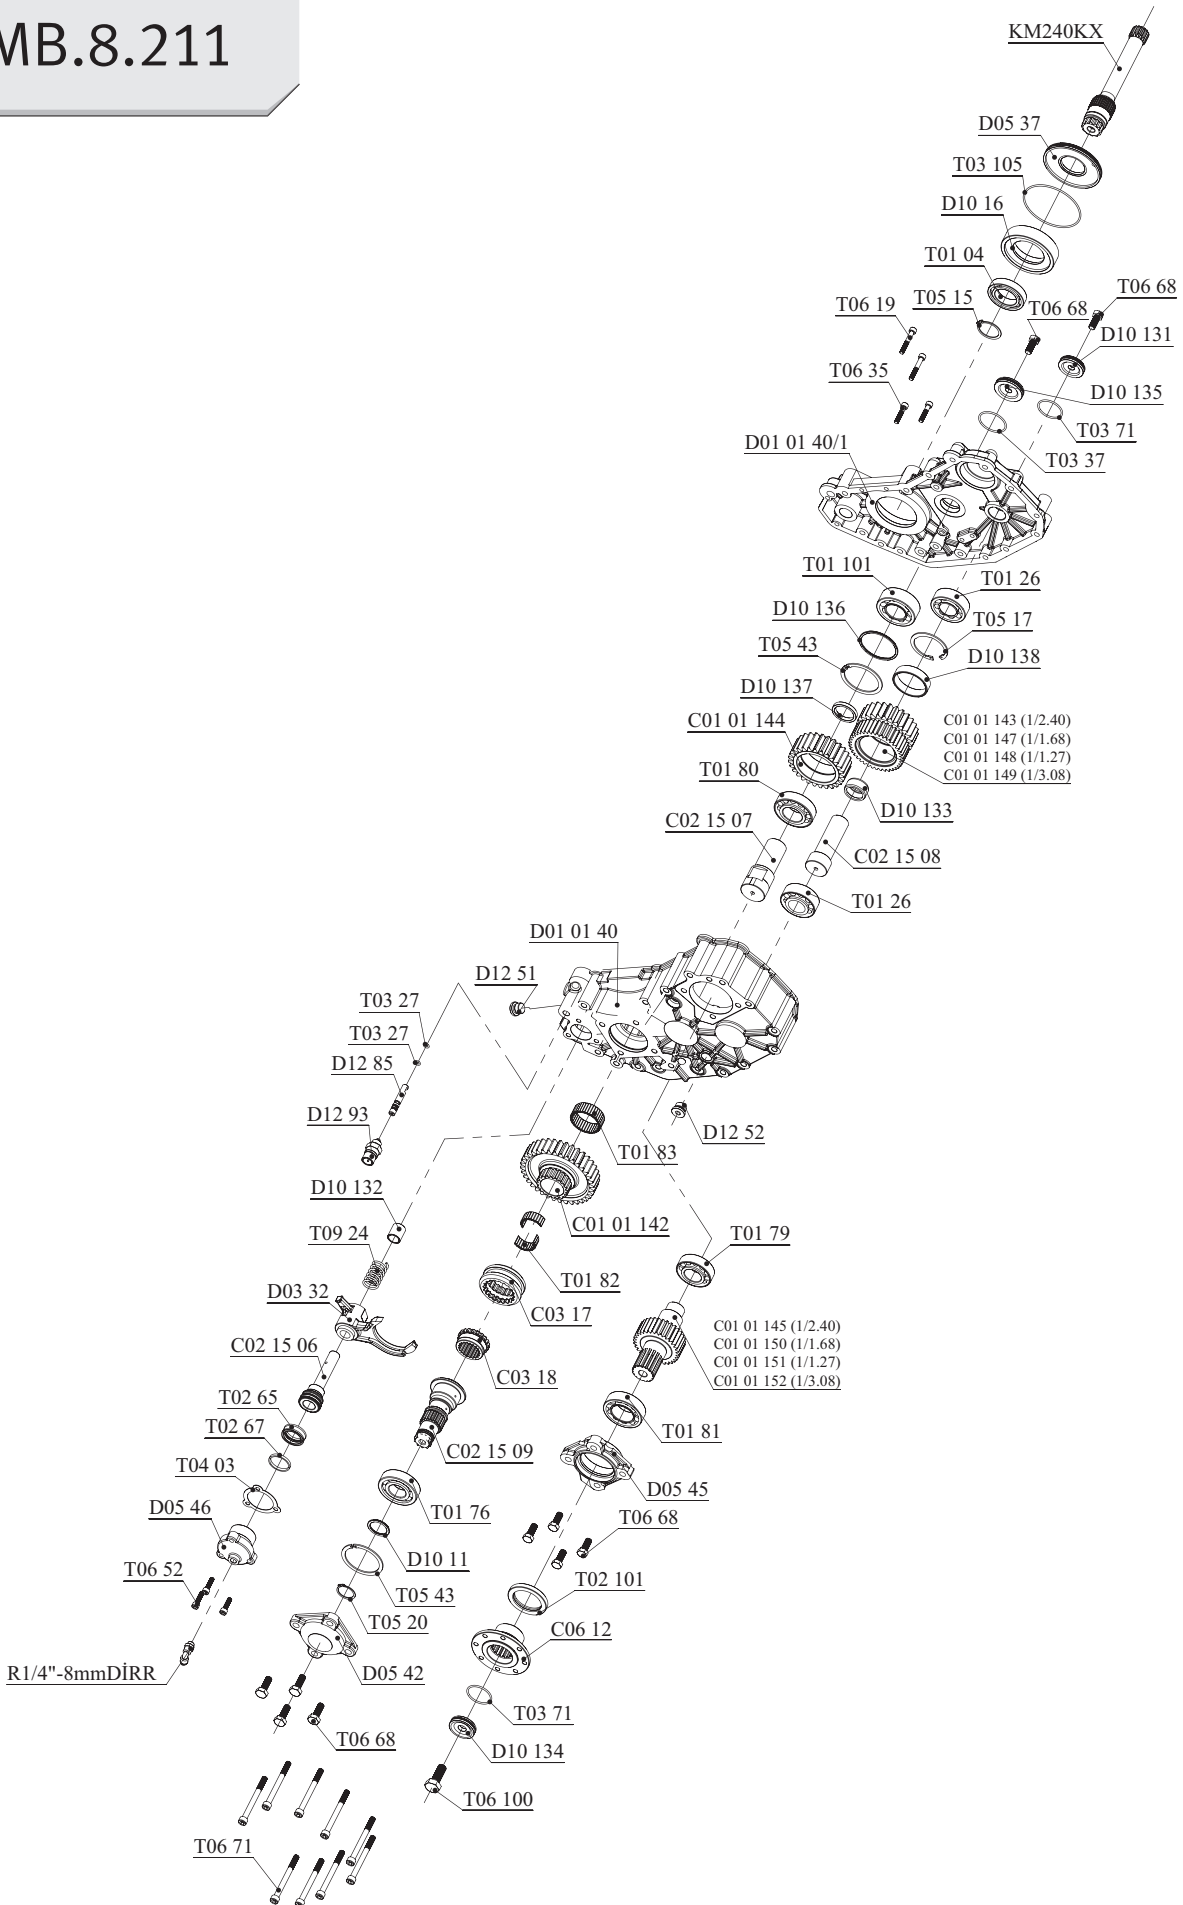 MB.8.211
KM240KX
D05 37
T03 105
D10 16
T01 04
T05 15
T06 68
T06 68
T06 19
D10 131
T06 35
D10 135
T03 71
D01 01 40/1
T03 37
T01 101
T01 26
D10 136
T05 17
T05 43
D10 138
D10 137
C01 01 144
C01 01 143 (1/2.40)
C01 01 147 (1/1.68)
C01 01 148 (1/1.27)
C01 01 149 (1/3.08)
T01 80
D10 133
C02 15 07
C02 15 08
T01 26
D01 01 40
D12 51
T03 27
T03 27
D12 85
D12 93
D12 52
T01 83
D10 132
C01 01 142
T01 79
T09 24
T01 82
D03 32
C03 17
C01 01 145 (1/2.40)
C01 01 150 (1/1.68)
C01 01 151 (1/1.27)
C01 01 152 (1/3.08)
C02 15 06
C03 18
T02 65
T01 81
T02 67
C02 15 09
T04 03
D05 45
D05 46
T01 76
T06 68
D10 11
T06 52
T02 101
T05 43
T05 20
C06 12
R1/4"-8mmDİRR
D05 42
T03 71
T06 68
D10 134
T06 100
T06 71